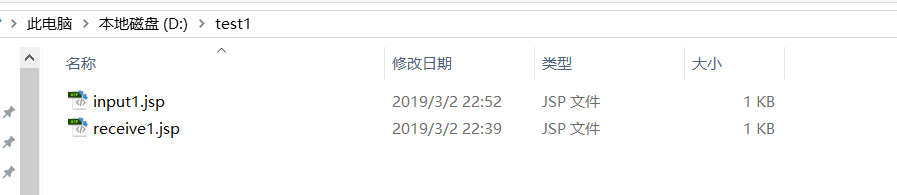 此电脑 > 本地磁盘 (D:) > test1
名称 修改日期 类型 大小
input1.jsp 2019/3/2 22:52 JSP 文件 1 KB
receive1.jsp 2019/3/2 22:39 JSP 文件 1 KB